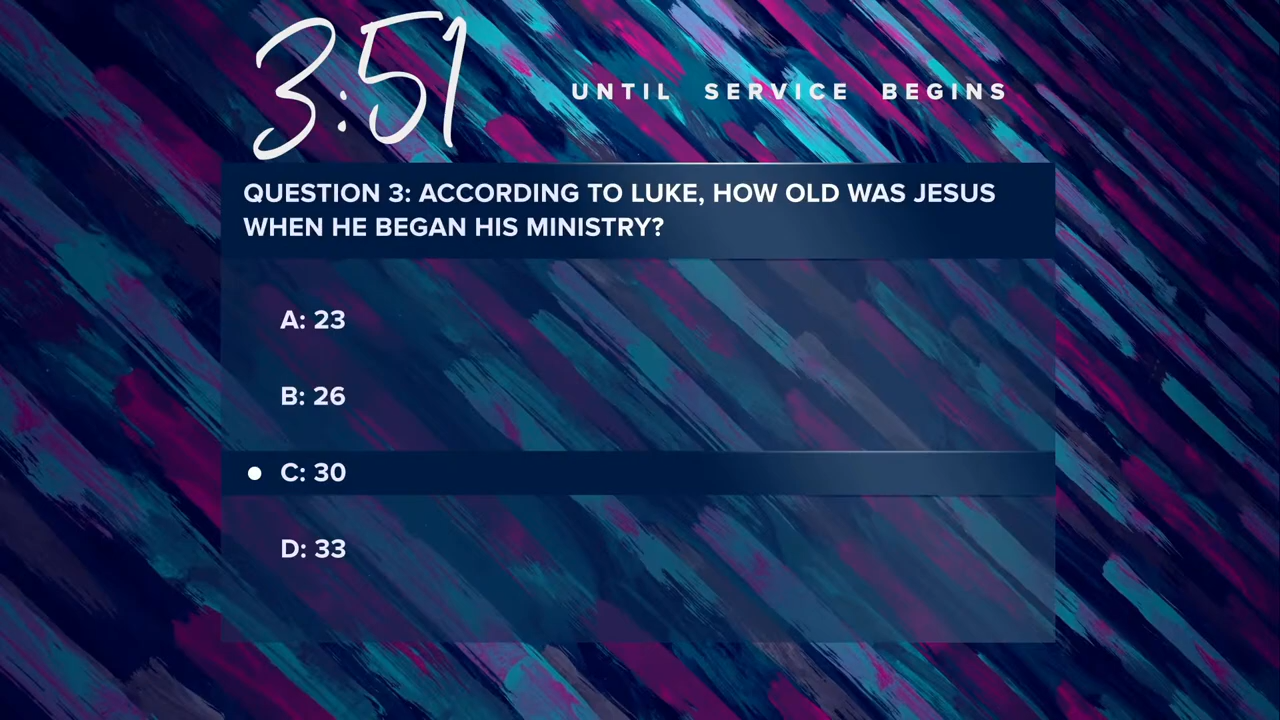 3:51
UNTIL SERVICE BEGINS
QUESTION 3: ACCORDING TO LUKE, HOW OLD WAS JESUS
WHEN HE BEGAN HIS MINISTRY?
A: 23
B: 26
C: 30
D: 33